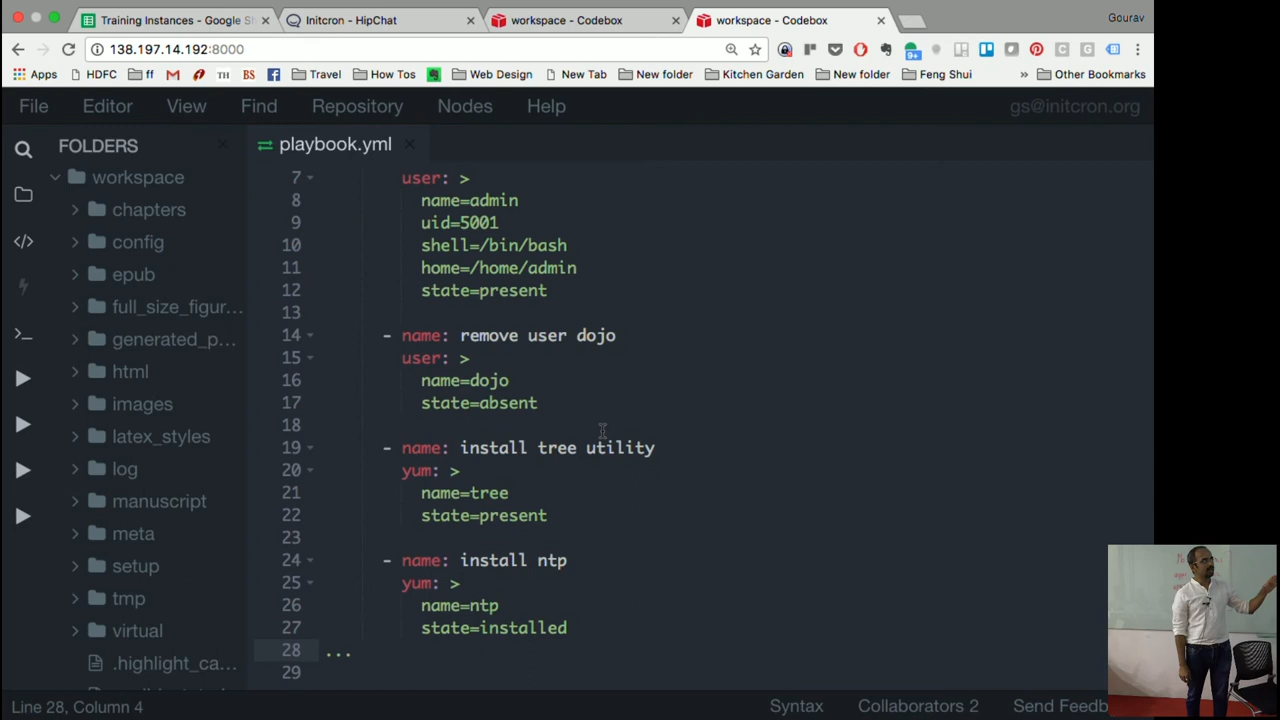 Training Instances - Google S
Initcron - HipChat
workspace - Codebox
workspace - Codebox
Gourav
138.197.14.192:8000
9+
Apps
HDFC
ff
TH
BS
Travel
How Tos
Web Design
New Tab
New folder
Kitchen Garden
New folder
Feng Shui
»
Other Bookmarks
File
Editor
View
Find
Repository
Nodes
Help
gs@initcron.org
FOLDERS
workspace
chapters
config
epub
full_size_figur...
generated_p...
html
images
latex_styles
log
manuscript
meta
setup
tmp
virtual
.highlight_ca...
playbook.yml
7 user: >
8 name=admin
9 uid=5001
10 shell=/bin/bash
11 home=/home/admin
12 state=present
13
14 - name: remove user dojo
15 user: >
16 name=dojo
17 state=absent
18
19 - name: install tree utility
20 yum: >
21 name=tree
22 state=present
23
24 - name: install ntp
25 yum: >
26 name=ntp
27 state=installed
28 ...
29
Line 28, Column 4
Syntax
Collaborators 2
Send Feedb